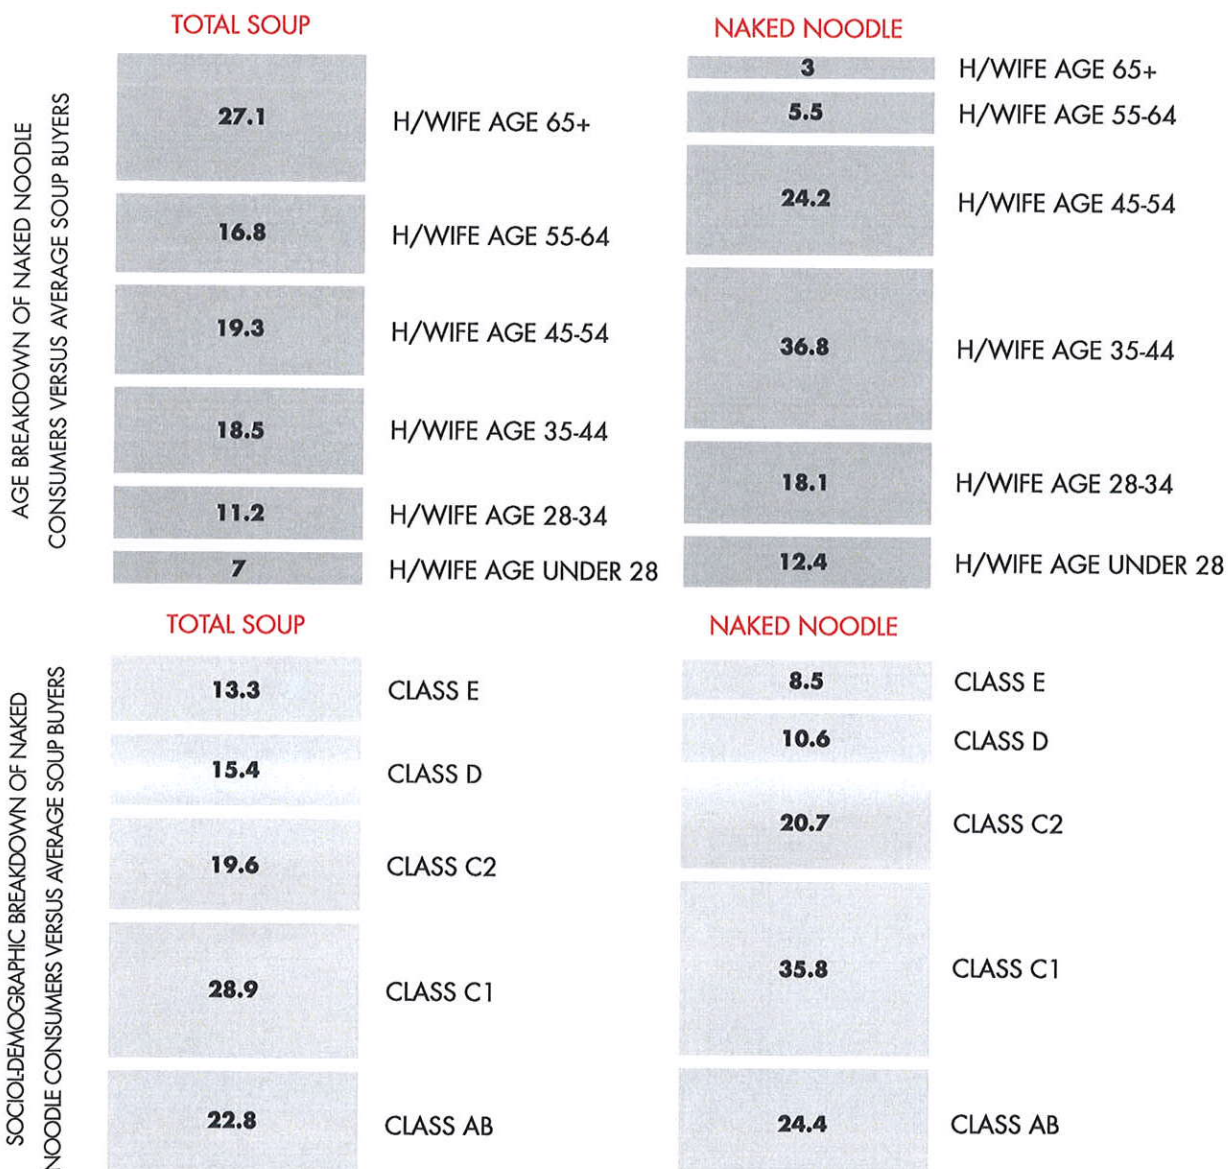 TOTAL SOUP
NAKED NOODLE
AGE BREAKDOWN OF NAKED NOODLE
CONSUMERS VERSUS AVERAGE SOUP BUYERS
27.1 H/WIFE AGE 65+
16.8 H/WIFE AGE 55-64
19.3 H/WIFE AGE 45-54
18.5 H/WIFE AGE 35-44
11.2 H/WIFE AGE 28-34
7 H/WIFE AGE UNDER 28
3 H/WIFE AGE 65+
5.5 H/WIFE AGE 55-64
24.2 H/WIFE AGE 45-54
36.8 H/WIFE AGE 35-44
18.1 H/WIFE AGE 28-34
12.4 H/WIFE AGE UNDER 28
TOTAL SOUP
NAKED NOODLE
SOCIOL-DEMOGRAPHIC BREAKDOWN OF NAKED
NOODLE CONSUMERS VERSUS AVERAGE SOUP BUYERS
13.3 CLASS E
15.4 CLASS D
19.6 CLASS C2
28.9 CLASS C1
22.8 CLASS AB
8.5 CLASS E
10.6 CLASS D
20.7 CLASS C2
35.8 CLASS C1
24.4 CLASS AB